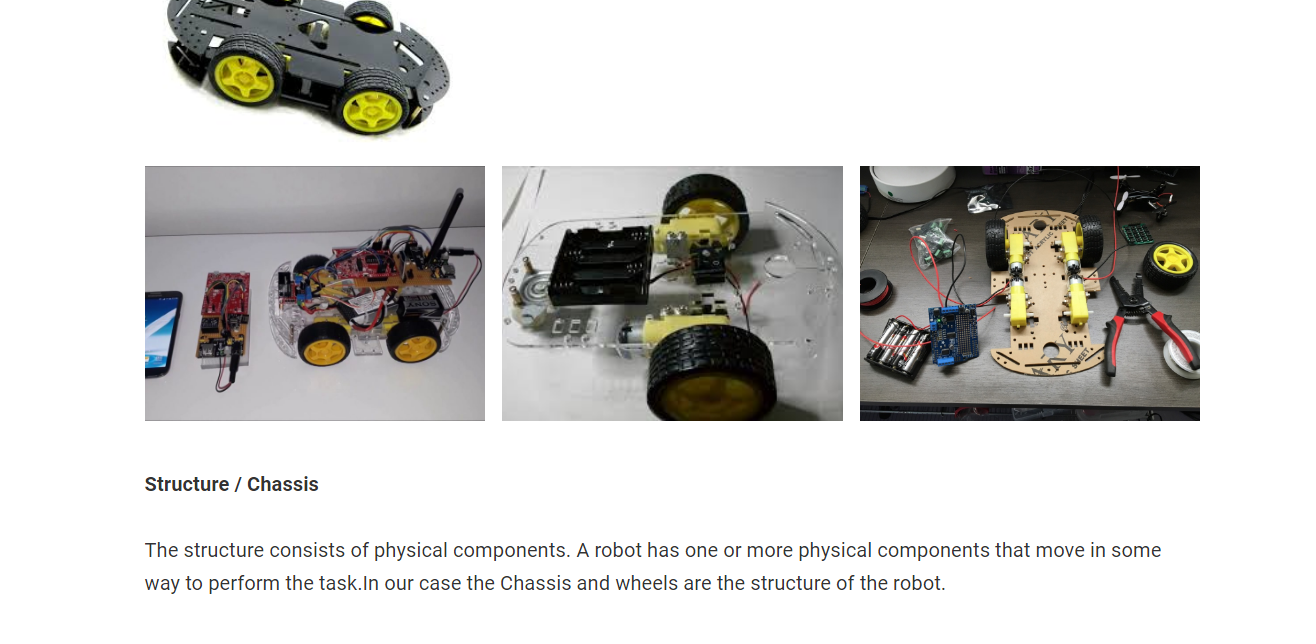 Structure / Chassis
The structure consists of physical components. A robot has one or more physical components that move in some
way to perform the task.In our case the Chassis and wheels are the structure of the robot.